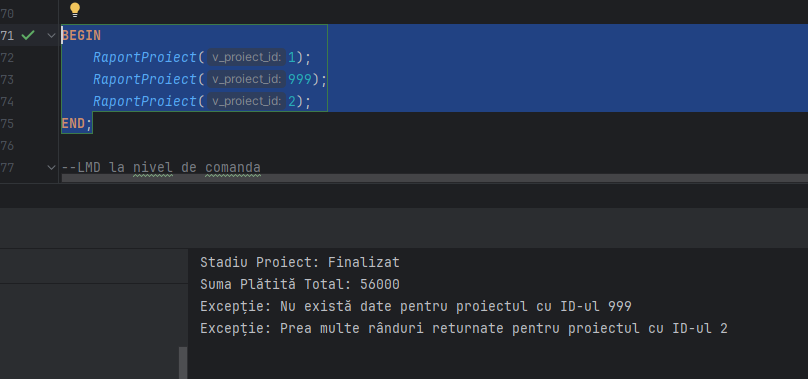 70
71 BEGIN
72 RaportProiect( v_proiect_id: 1);
73 RaportProiect( v_proiect_id: 999);
74 RaportProiect( v_proiect_id: 2);
75 END;
76
77 --LMD la nivel de comanda
Stadiu Proiect: Finalizat
Suma Plătită Total: 56000
Excepție: Nu există date pentru proiectul cu ID-ul 999
Excepție: Prea multe rânduri returnate pentru proiectul cu ID-ul 2